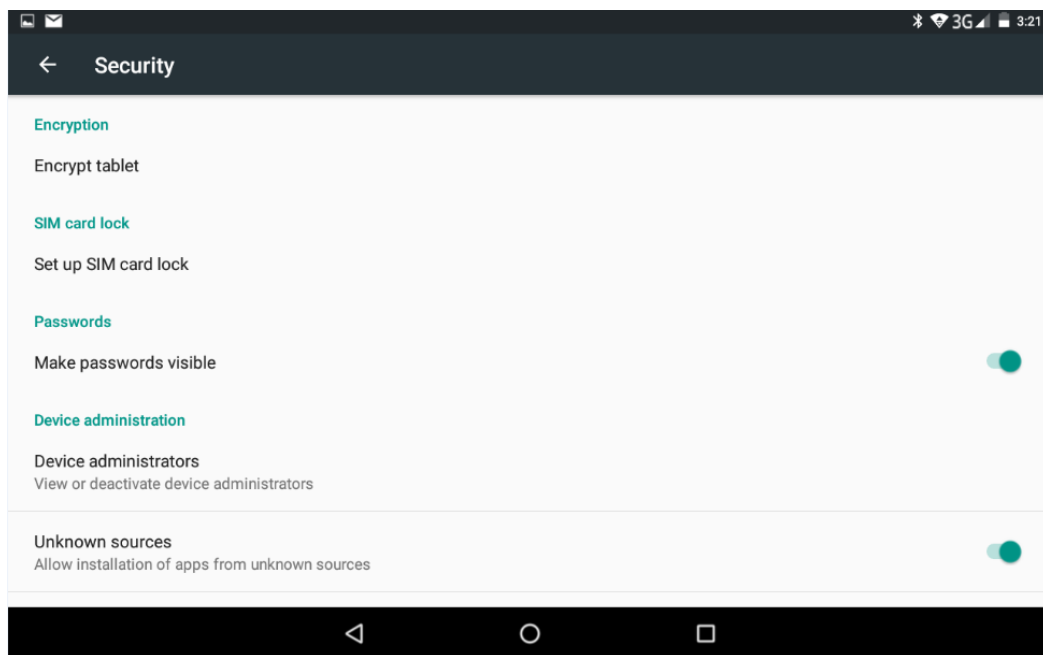 3G 3:21
Security
Encryption
Encrypt tablet
SIM card lock
Set up SIM card lock
Passwords
Make passwords visible
Device administration
Device administrators
View or deactivate device administrators
Unknown sources
Allow installation of apps from unknown sources